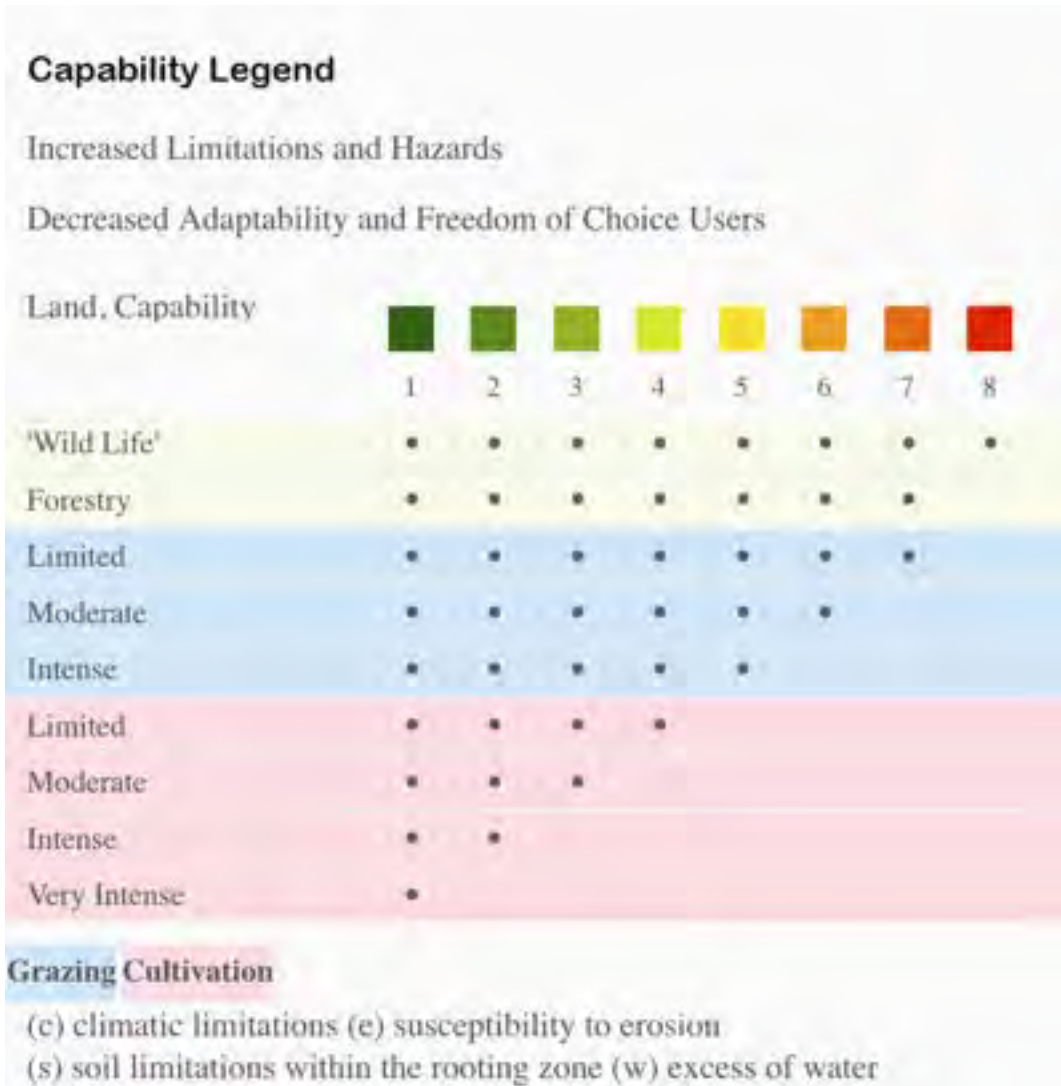 Capability Legend
Increased Limitations and Hazards
Decreased Adaptability and Freedom of Choice Users
Land, Capability
1 2 3 4 5 6 7 8
'Wild Life' • • • • • • • •
Forestry • • • • • • •
Limited • • • • • • •
Moderate • • • • • •
Intense • • • • •
Limited • • • •
Moderate • • •
Intense • •
Very Intense •
Grazing Cultivation
(c) climatic limitations (e) susceptibility to erosion
(s) soil limitations within the rooting zone (w) excess of water